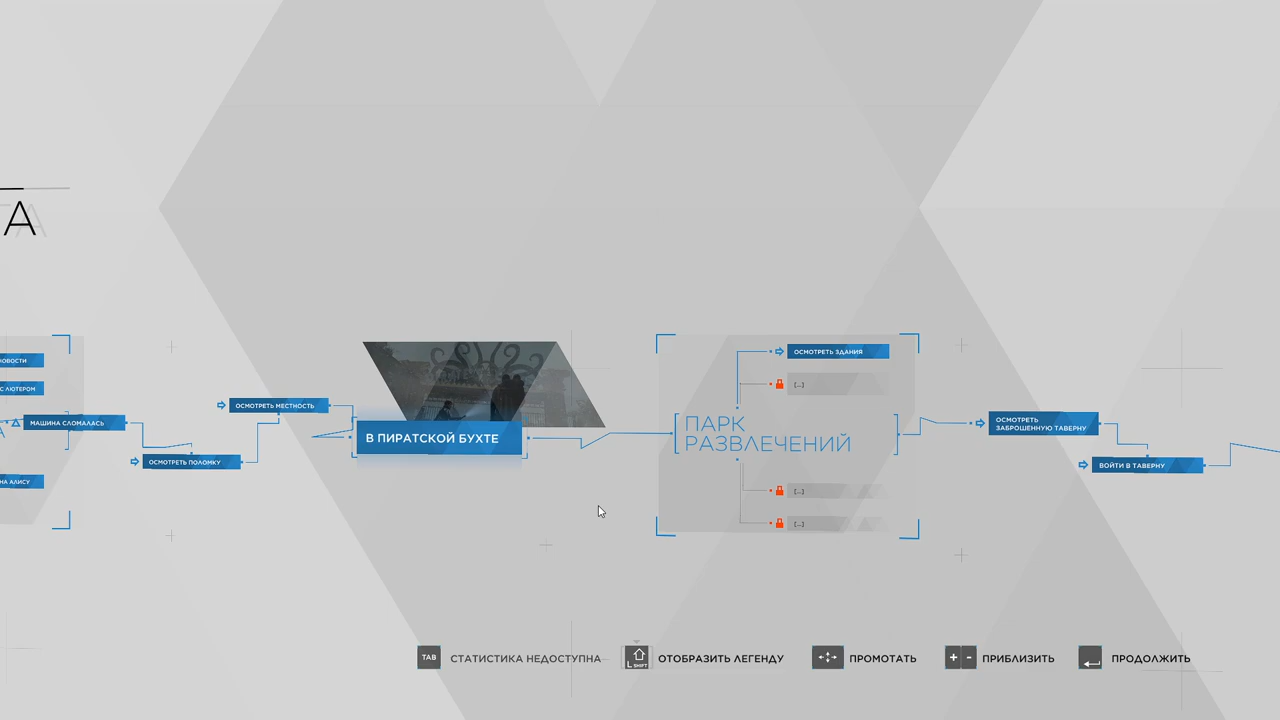 ТА
НОВОСТИ
С ЛЮТЕРОМ
МАШИНА СЛОМАЛАСЬ
НА АЛИСУ
ОСМОТРЕТЬ ПОЛОМКУ
ОСМОТРЕТЬ МЕСТНОСТЬ
В ПИРАТСКОЙ БУХТЕ
ПАРК
РАЗВЛЕЧЕНИЙ
ОСМОТРЕТЬ ЗДАНИЯ
[...]
[...]
[...]
ОСМОТРЕТЬ
ЗАБРОШЕННУЮ ТАВЕРНУ
ВОЙТИ В ТАВЕРНУ
TAB
СТАТИСТИКА НЕДОСТУПНА
L SHIFT
ОТОБРАЗИТЬ ЛЕГЕНДУ
ПРОМОТАТЬ
+ -
ПРИБЛИЗИТЬ
ПРОДОЛЖИТЬ